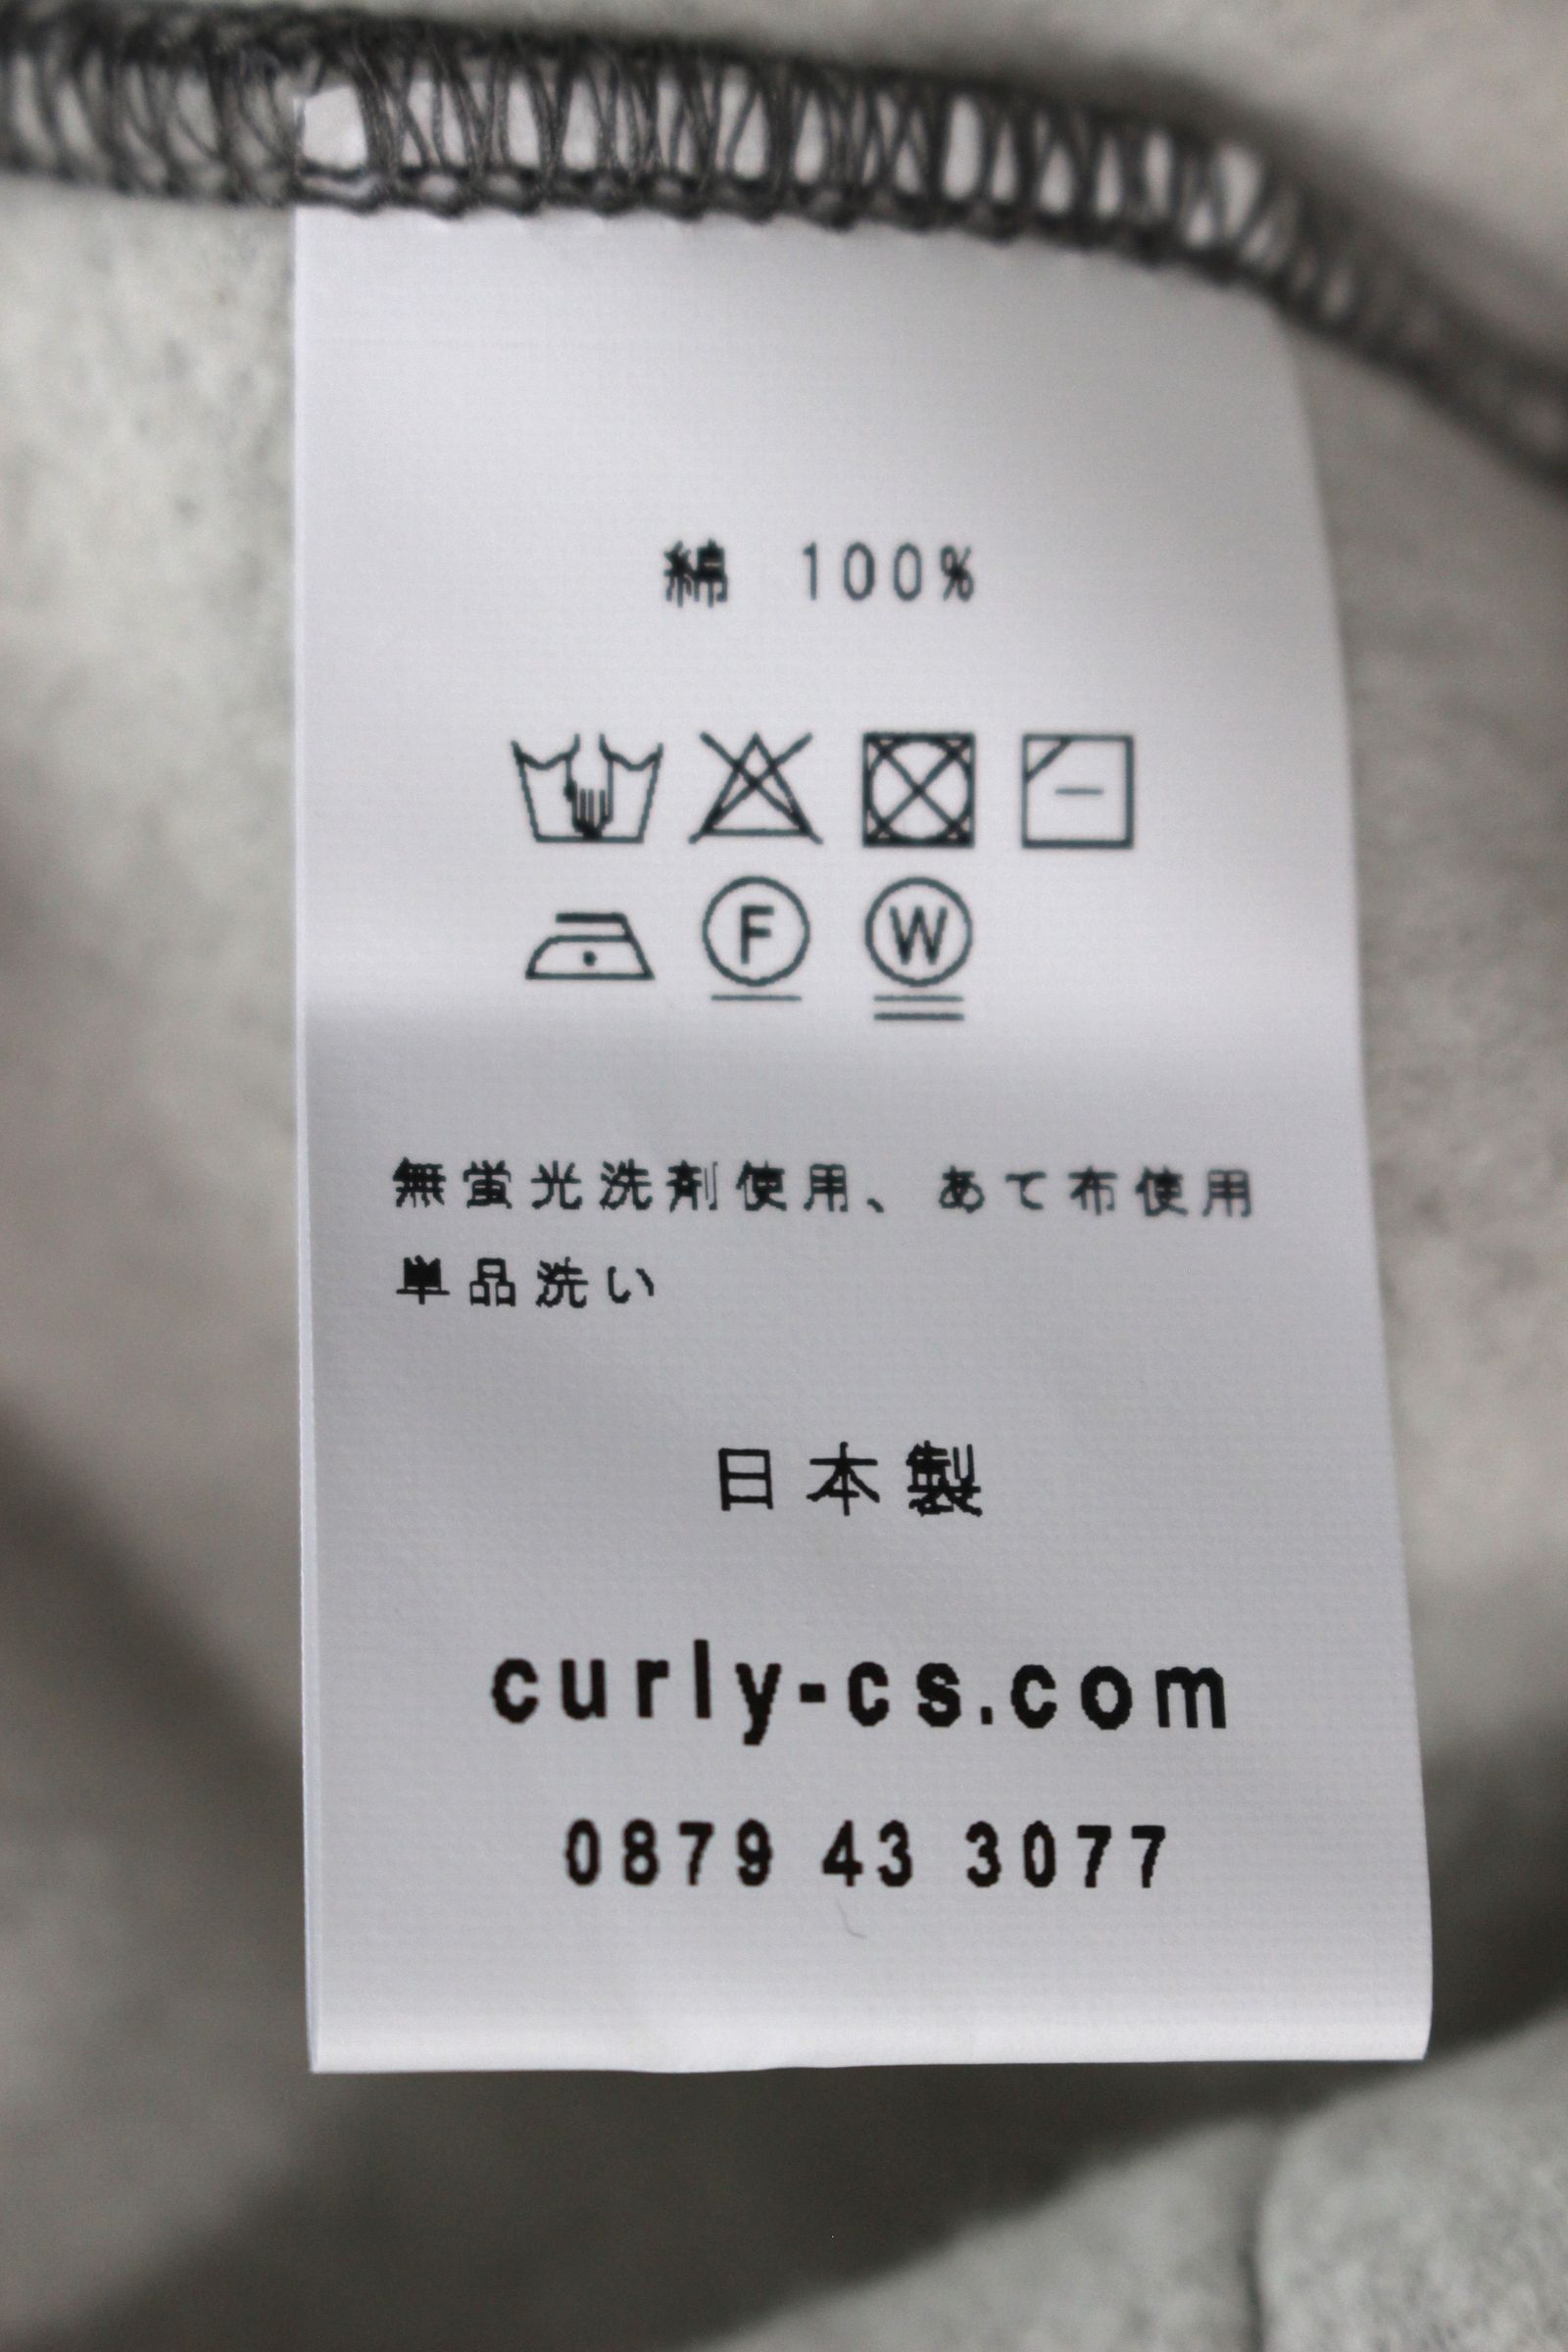 綿 100%
F W
無蛍光洗剤使用、あて布使用
単品洗い
日本製
curly-cs.com
0879 43 3077